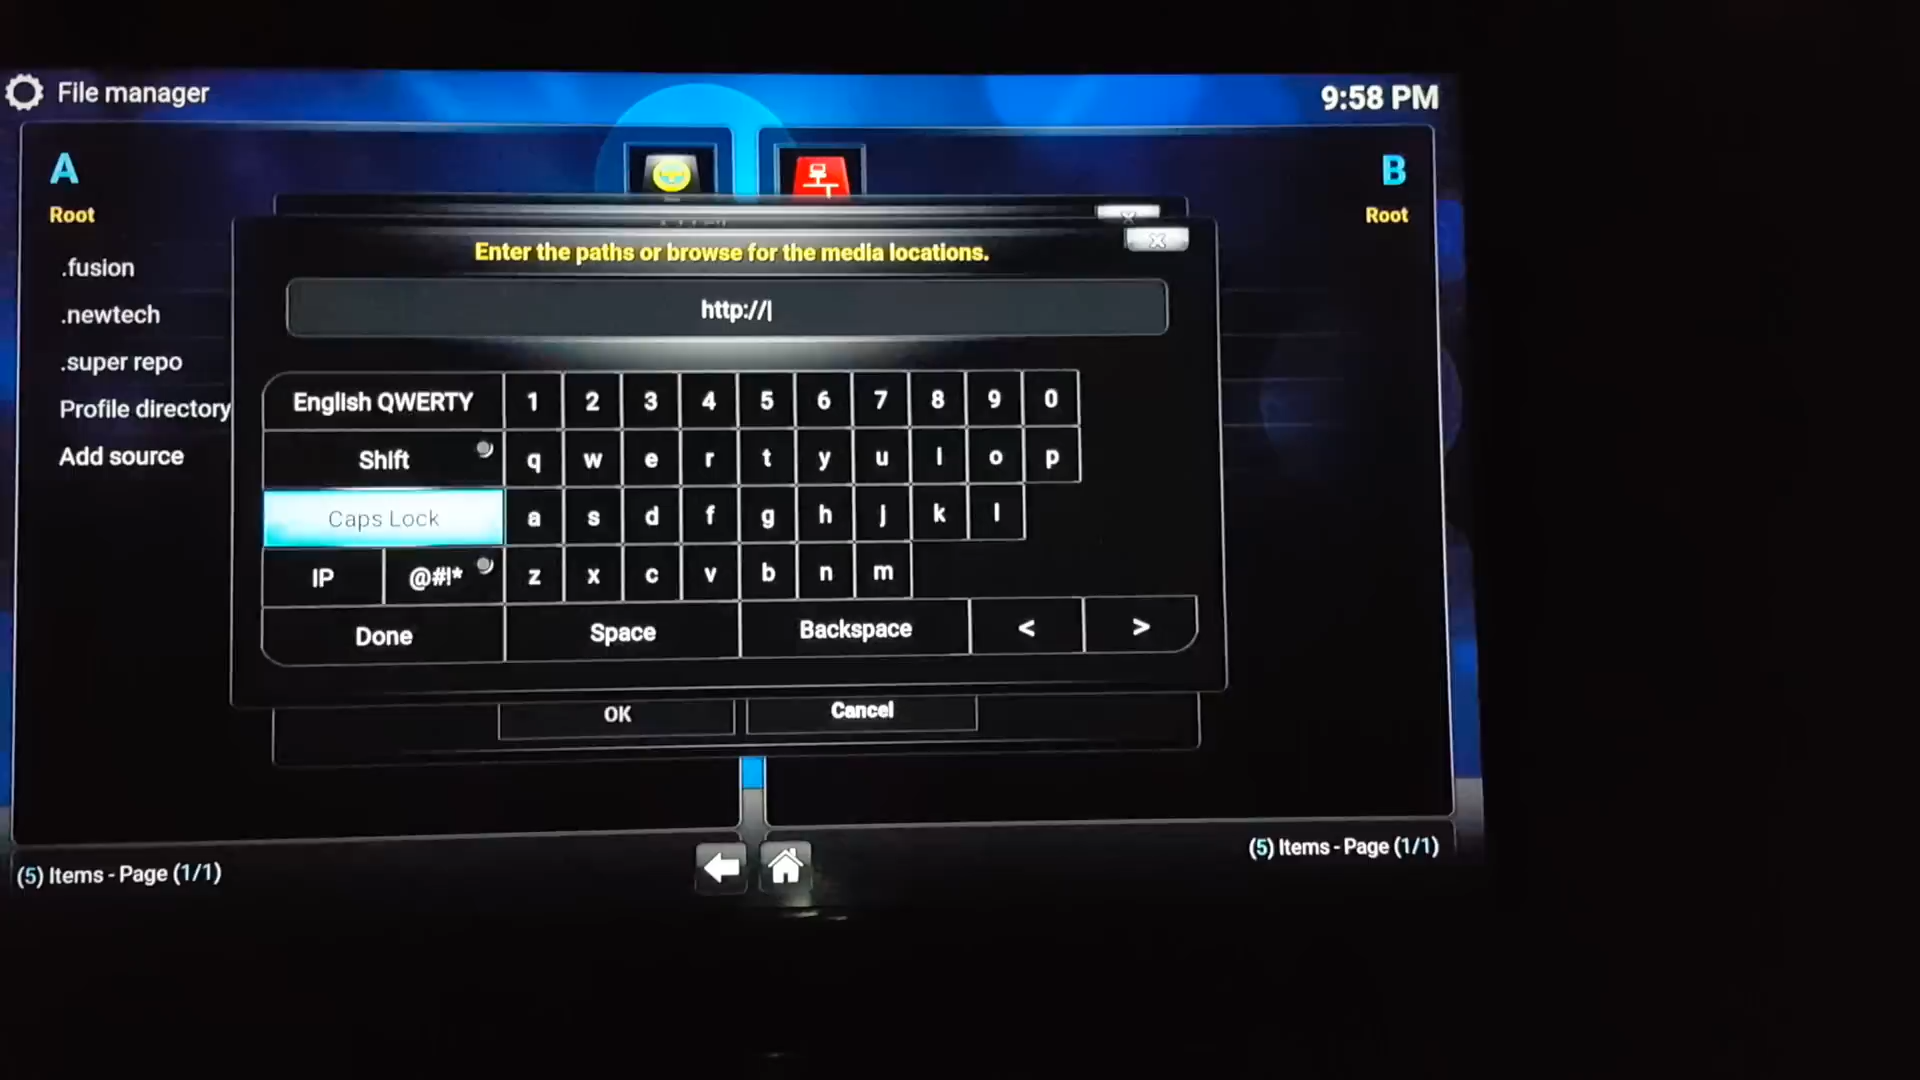 File manager
9:58 PM
A
B
Root
Root
.fusion
.newtech
.super repo
Profile directory
Add source
Enter the paths or browse for the media locations.
http://
English QWERTY 1 2 3 4 5 6 7 8 9 0
Shift q w e r t y u i o p
Caps Lock a s d f g h j k l
IP @#!* z x c v b n m
Done Space Backspace < >
OK Cancel
(5) Items - Page (1/1)
(5) Items - Page (1/1)